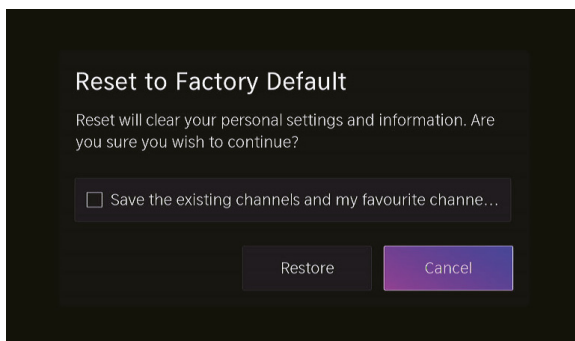 Reset to Factory Default
Reset will clear your personal settings and information. Are
you sure you wish to continue?
Save the existing channels and my favourite channe...
Restore
Cancel